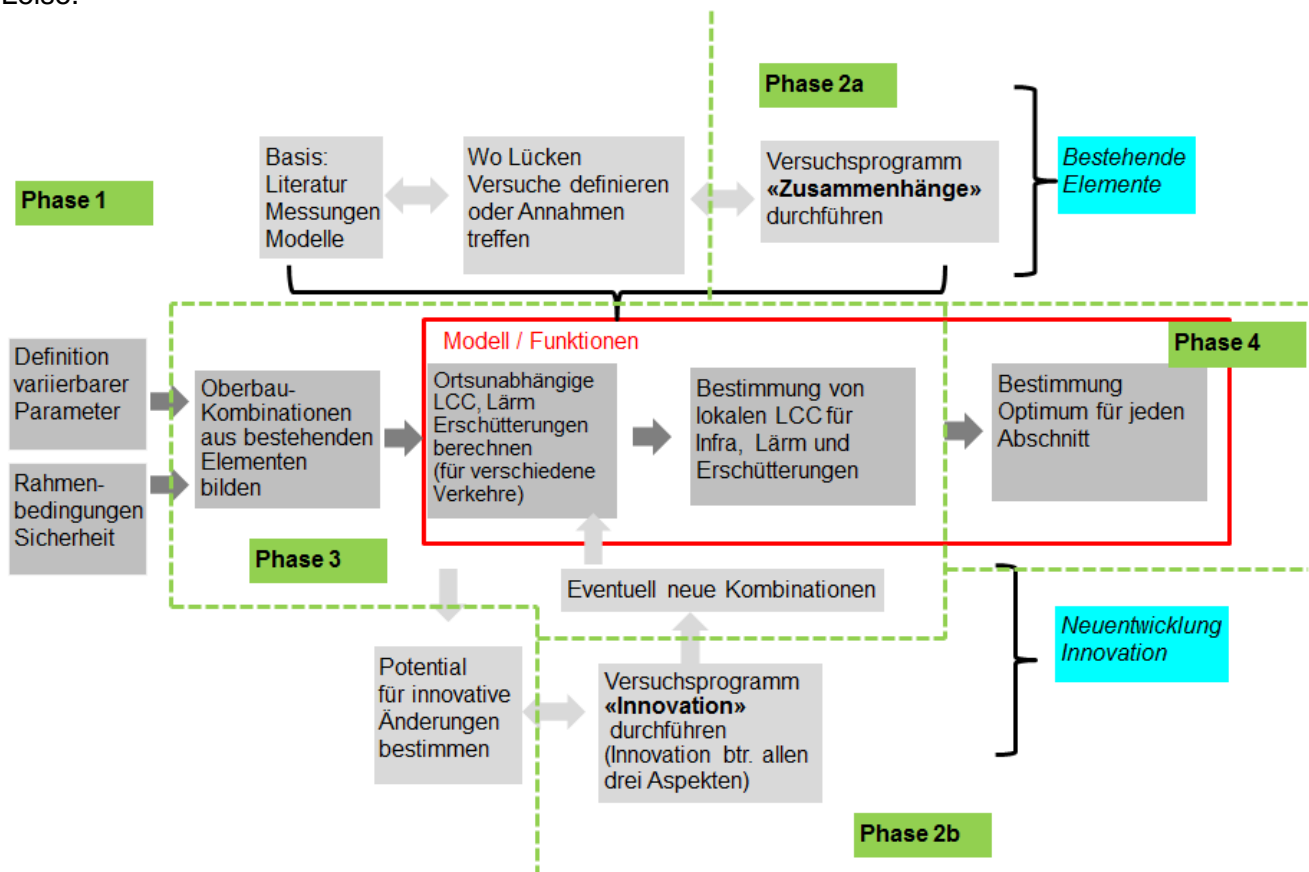 Phase 2a
Phase 1
Basis:
Literatur
Messungen
Modelle
Wo Lücken
Versuche definieren
oder Annahmen
treffen
Versuchsprogramm
«Zusammenhänge»
durchführen
Bestehende
Elemente
Definition
variierbarer
Parameter
Rahmen-
bedingungen
Sicherheit
Oberbau-
Kombinationen
aus bestehenden
Elementen
bilden
Modell / Funktionen
Ortsunabhängige
LCC, Lärm
Erschütterungen
berechnen
(für verschiedene
Verkehre)
Bestimmung von
lokalen LCC für
Infra, Lärm und
Erschütterungen
Phase 4
Bestimmung
Optimum für jeden
Abschnitt
Phase 3
Eventuell neue Kombinationen
Potential
für innovative
Änderungen
bestimmen
Versuchsprogramm
«Innovation»
durchführen
(Innovation btr. allen
drei Aspekten)
Neuentwicklung
Innovation
Phase 2b